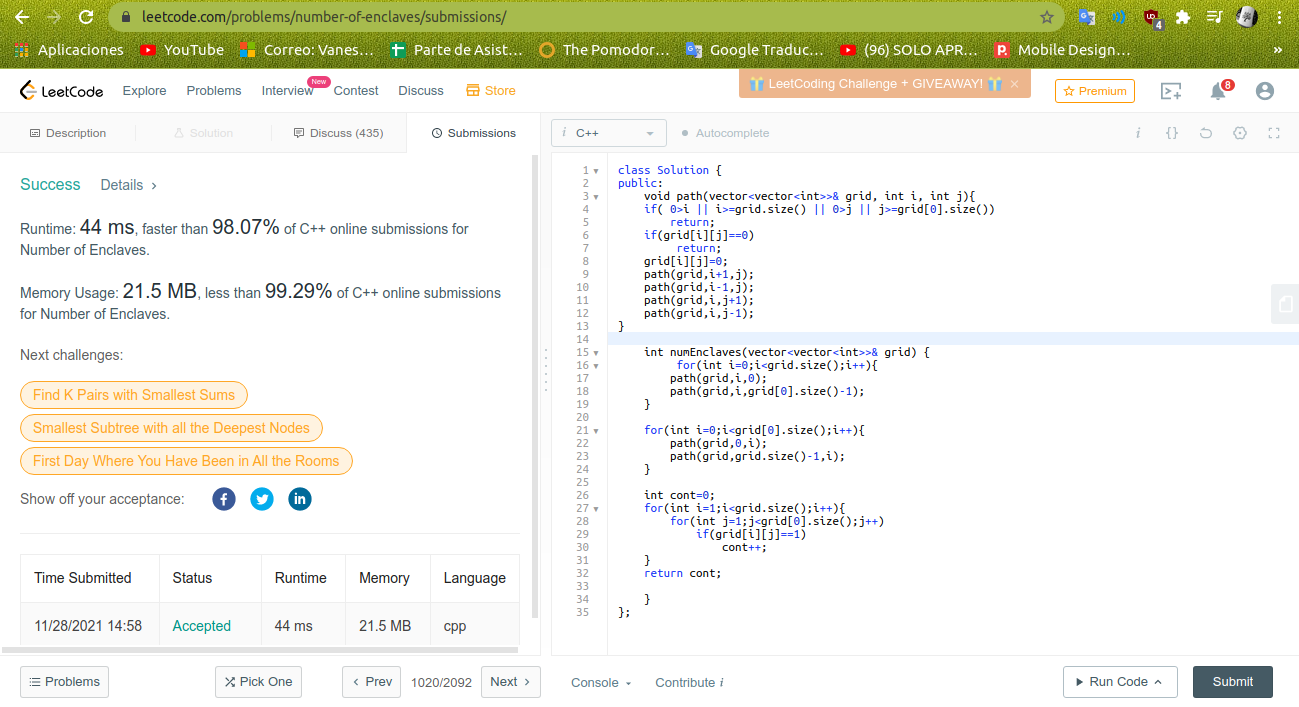 leetcode.com/problems/number-of-enclaves/submissions/
4
Aplicaciones YouTube Correo: Vanes... Parte de Asist... The Pomodor... Google Traduc... (96) SOLO APR... Mobile Design... »
LeetCode Explore Problems Interview New Contest Discuss Store LeetCoding Challenge + GIVEAWAY! × Premium 8
Description Solution Discuss (435) Submissions
i C++ Autocomplete i {}
Success Details >
Runtime: 44 ms, faster than 98.07% of C++ online submissions for
Number of Enclaves.
Memory Usage: 21.5 MB, less than 99.29% of C++ online submissions
for Number of Enclaves.
Next challenges:
Find K Pairs with Smallest Sums
Smallest Subtree with all the Deepest Nodes
First Day Where You Have Been in All the Rooms
Show off your acceptance:
Time Submitted Status Runtime Memory Language
11/28/2021 14:58 Accepted 44 ms 21.5 MB cpp
1 class Solution {
2 public:
3 void path(vector<vector<int>>& grid, int i, int j){
4 if( 0>i || i>=grid.size() || 0>j || j>=grid[0].size())
5 return;
6 if(grid[i][j]==0)
7 return;
8 grid[i][j]=0;
9 path(grid,i+1,j);
10 path(grid,i-1,j);
11 path(grid,i,j+1);
12 path(grid,i,j-1);
13 }
14
15 int numEnclaves(vector<vector<int>>& grid) {
16 for(int i=0;i<grid.size();i++){
17 path(grid,i,0);
18 path(grid,i,grid[0].size()-1);
19 }
20
21 for(int i=0;i<grid[0].size();i++){
22 path(grid,0,i);
23 path(grid,grid.size()-1,i);
24 }
25
26 int cont=0;
27 for(int i=1;i<grid.size();i++){
28 for(int j=1;j<grid[0].size();j++)
29 if(grid[i][j]==1)
30 cont++;
31 }
32 return cont;
33
34 }
35 };
Problems Pick One < Prev 1020/2092 Next > Console Contribute i Run Code Submit